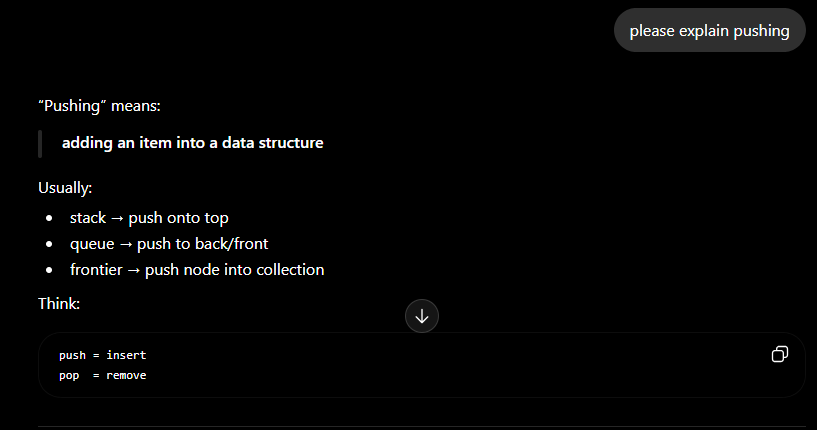 please explain pushing
“Pushing” means:
adding an item into a data structure
Usually:
• stack → push onto top
• queue → push to back/front
• frontier → push node into collection
Think:
push = insert
pop  = remove